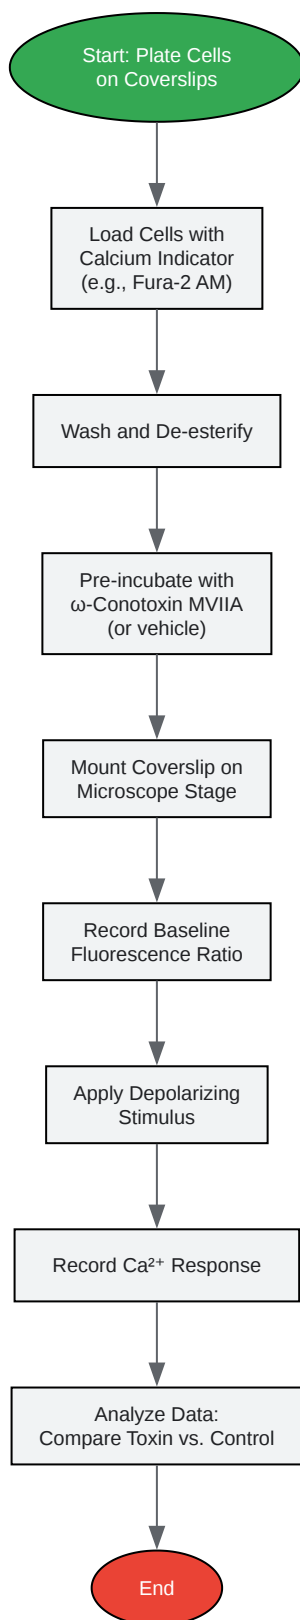 Start: Plate Cells
on Coverslips
Load Cells with
Calcium Indicator
(e.g., Fura-2 AM)
Wash and De-esterify
Pre-incubate with
ω-Conotoxin MVIIA
(or vehicle)
Mount Coverslip on
Microscope Stage
Record Baseline
Fluorescence Ratio
Apply Depolarizing
Stimulus
Record Ca²⁺ Response
Analyze Data:
Compare Toxin vs. Control
End